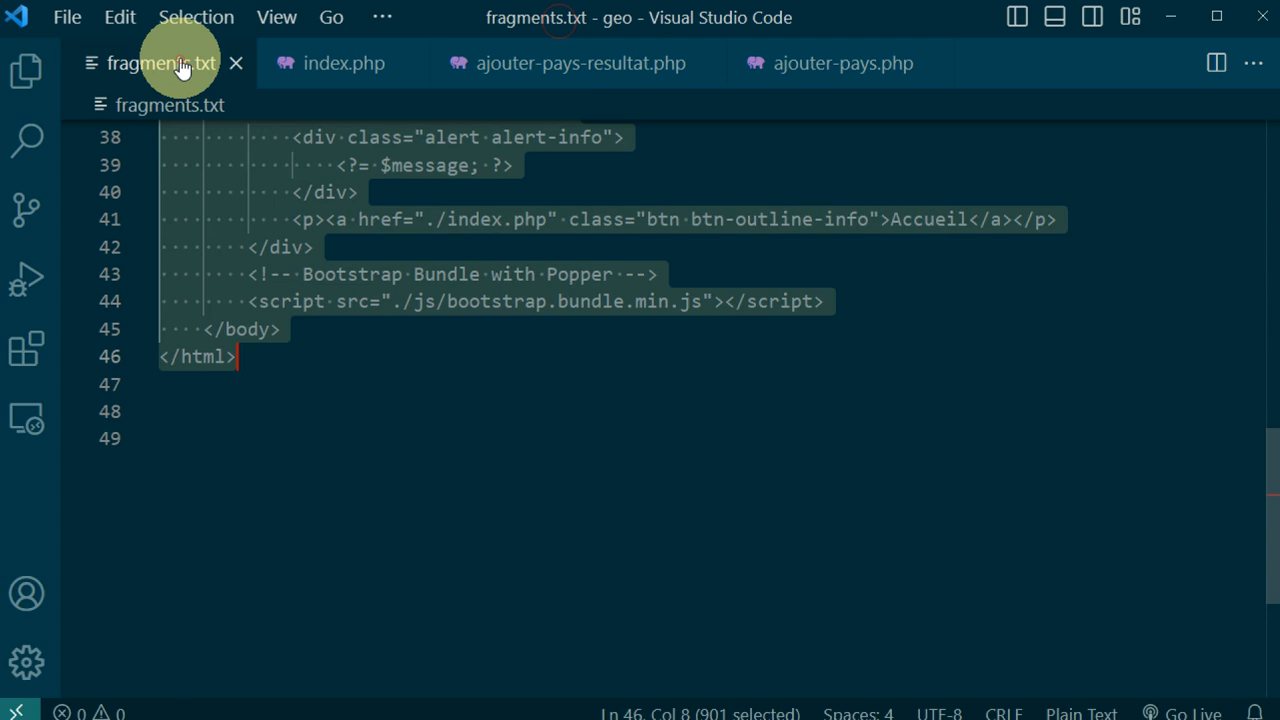 File Edit Selection View Go ··· fragments.txt - geo - Visual Studio Code
fragments.txt index.php ajouter-pays-resultat.php ajouter-pays.php
fragments.txt
38 <div class="alert alert-info">
39 <?= $message; ?>
40 </div>
41 <p><a href="./index.php" class="btn btn-outline-info">Accueil</a></p>
42 </div>
43 <!-- Bootstrap Bundle with Popper -->
44 <script src="./js/bootstrap.bundle.min.js"></script>
45 </body>
46 </html>
47
48
49
0 0 Ln 46, Col 8 (901 selected) Spaces: 4 UTF-8 CRLF Plain Text Go Live